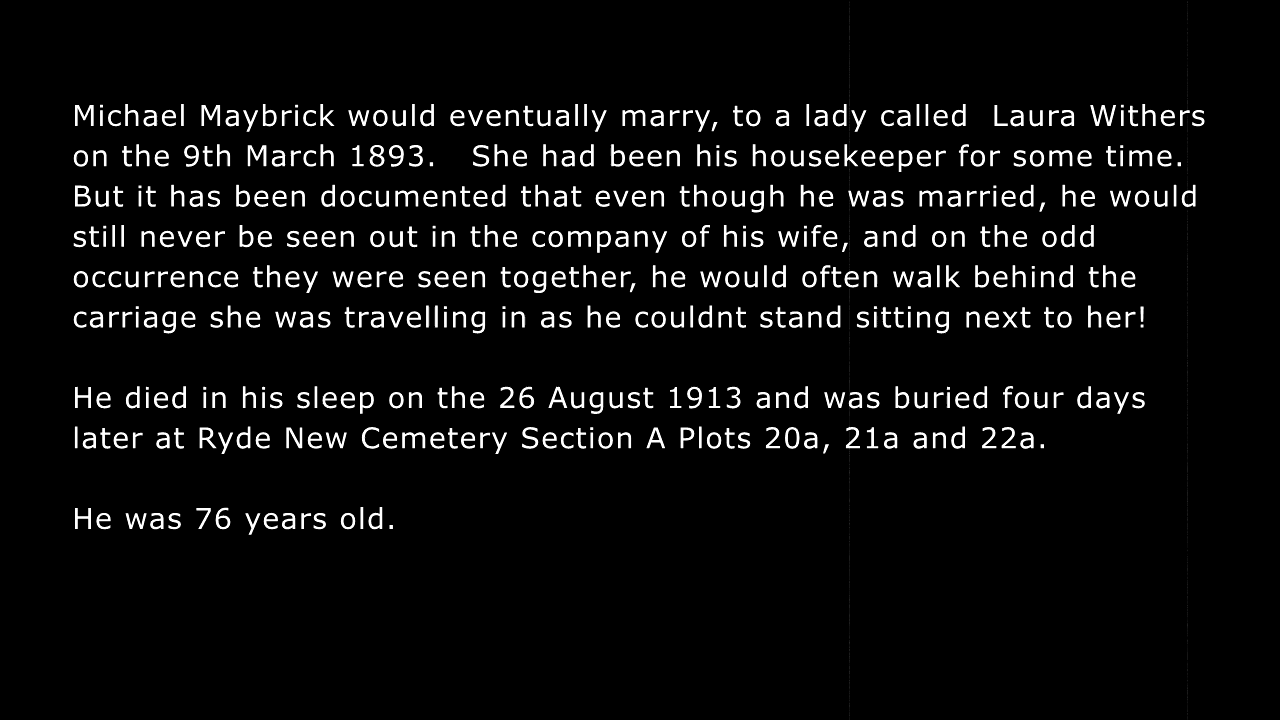 Michael Maybrick would eventually marry, to a lady called  Laura Withers
on the 9th March 1893.   She had been his housekeeper for some time.
But it has been documented that even though he was married, he would
still never be seen out in the company of his wife, and on the odd
occurrence they were seen together, he would often walk behind the
carriage she was travelling in as he couldnt stand sitting next to her!
He died in his sleep on the 26 August 1913 and was buried four days
later at Ryde New Cemetery Section A Plots 20a, 21a and 22a.
He was 76 years old.